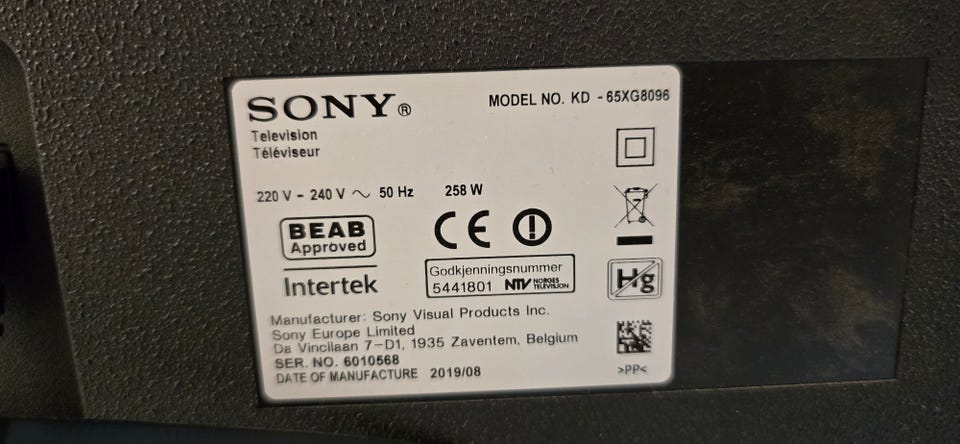 SONY®
MODEL NO. KD - 65XG8096
Television
Téléviseur
220 V - 240 V ~ 50 Hz 258 W
BEAB
Approved
Intertek
CE
Godkjenningsnummer
5441801 NTV NORGES
TELEVISJON
Hg
Manufacturer: Sony Visual Products Inc.
Sony Europe Limited
Da Vincilaan 7-D1, 1935 Zaventem, Belgium
SER. NO. 6010568
DATE OF MANUFACTURE 2019/08
>PP<